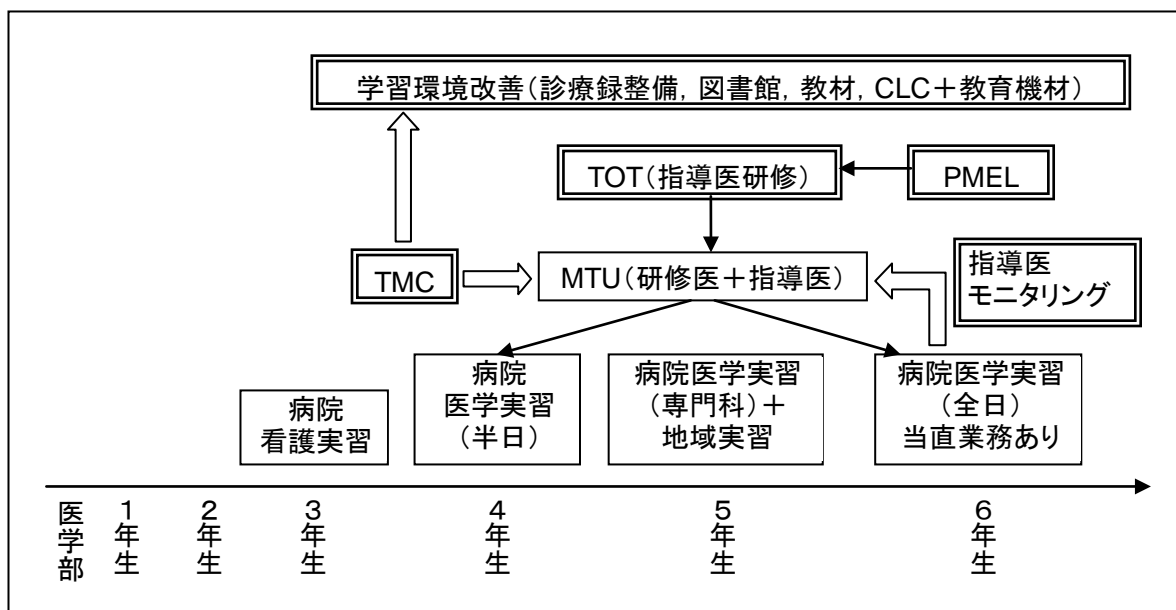 学習環境改善(診療録整備, 図書館, 教材, CLC+教育機材)
TOT(指導医研修)
PMEL
TMC
MTU(研修医+指導医)
指導医
モニタリング
病院
看護実習
病院
医学実習
(半日)
病院医学実習
(専門科)+
地域実習
病院医学実習
(全日)
当直業務あり
医学部
1年生
2年生
3年生
4年生
5年生
6年生